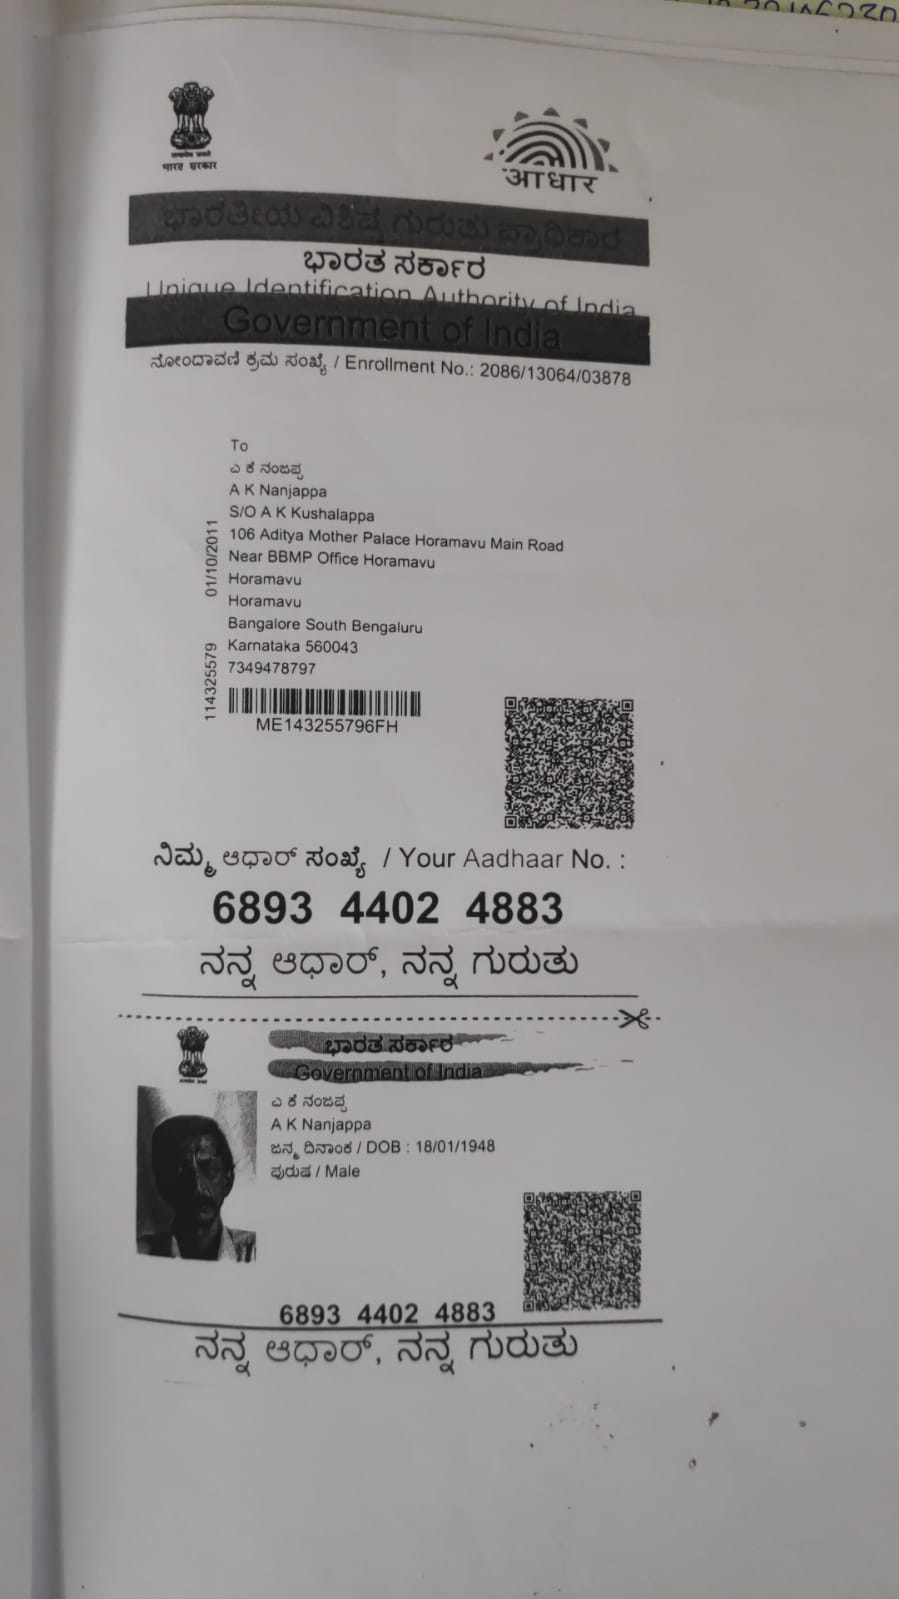 भारत सरकार
आधार
ಭಾರತೀಯ ವಿಶಿಷ್ಟ ಗುರುತು ಪ್ರಾಧಿಕಾರ
ಭಾರತ ಸರ್ಕಾರ
Unique Identification Authority of India
Government of India
ನೋಂದಾವಣಿ ಕ್ರಮ ಸಂಖ್ಯೆ / Enrollment No.: 2086/13064/03878
To
ಎ ಕೆ ನಂಜಪ್ಪ
A K Nanjappa
S/O A K Kushalappa
106 Aditya Mother Palace Horamavu Main Road
Near BBMP Office Horamavu
Horamavu
Horamavu
Bangalore South Bengaluru
Karnataka 560043
7349478797
01/10/2011
114325579
ME143255796FH
ನಿಮ್ಮ ಆಧಾರ್ ಸಂಖ್ಯೆ / Your Aadhaar No. :
6893 4402 4883
ನನ್ನ ಆಧಾರ್, ನನ್ನ ಗುರುತು
ಭಾರತ ಸರ್ಕಾರ
Government of India
ಎ ಕೆ ನಂಜಪ್ಪ
A K Nanjappa
ಜನ್ಮ ದಿನಾಂಕ / DOB : 18/01/1948
ಪುರುಷ / Male
6893 4402 4883
ನನ್ನ ಆಧಾರ್, ನನ್ನ ಗುರುತು